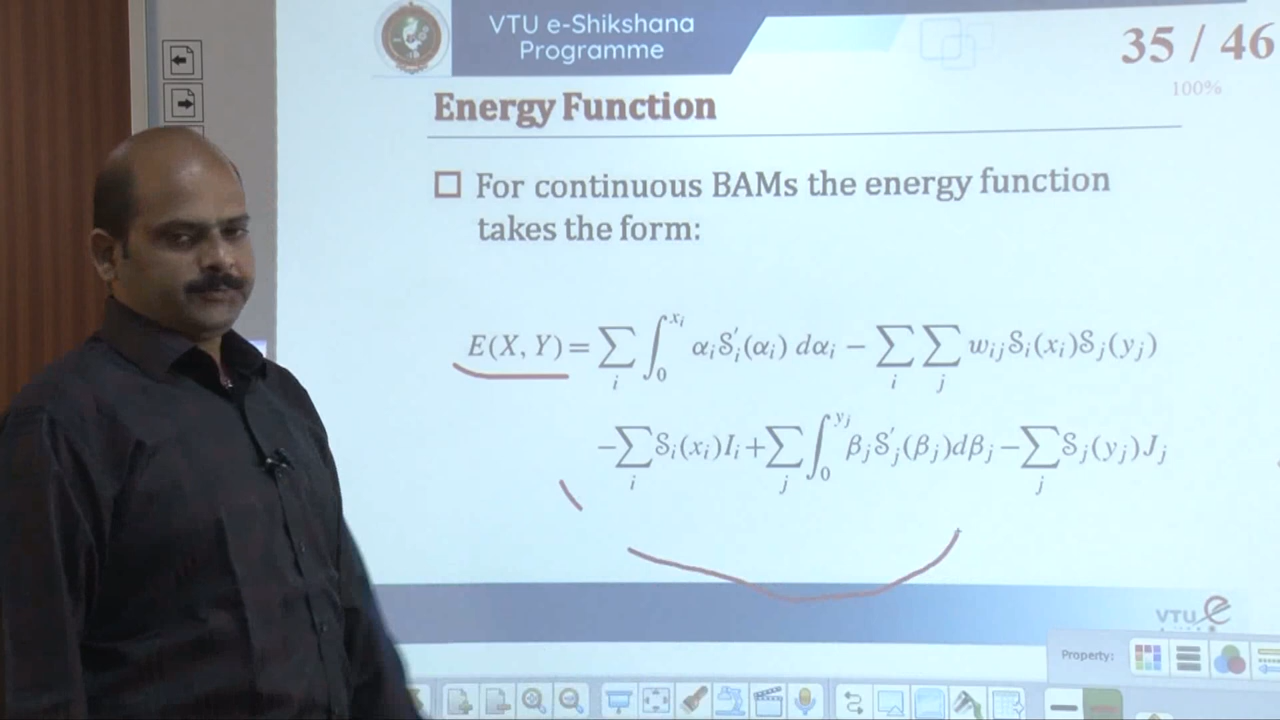 VTU e-Shikshana
Programme
35 / 46
100%
Energy Function
For continuous BAMs the energy function
takes the form:
E(X, Y) = ∑_i ∫_0^{x_i} α_i S'_i(α_i) dα_i − ∑_i ∑_j w_{ij} S_i(x_i) S_j(y_j)
−∑_i S_i(x_i) I_i + ∑_j ∫_0^{y_j} β_j S'_j(β_j) dβ_j − ∑_j S_j(y_j) J_j
VTU e
Property: